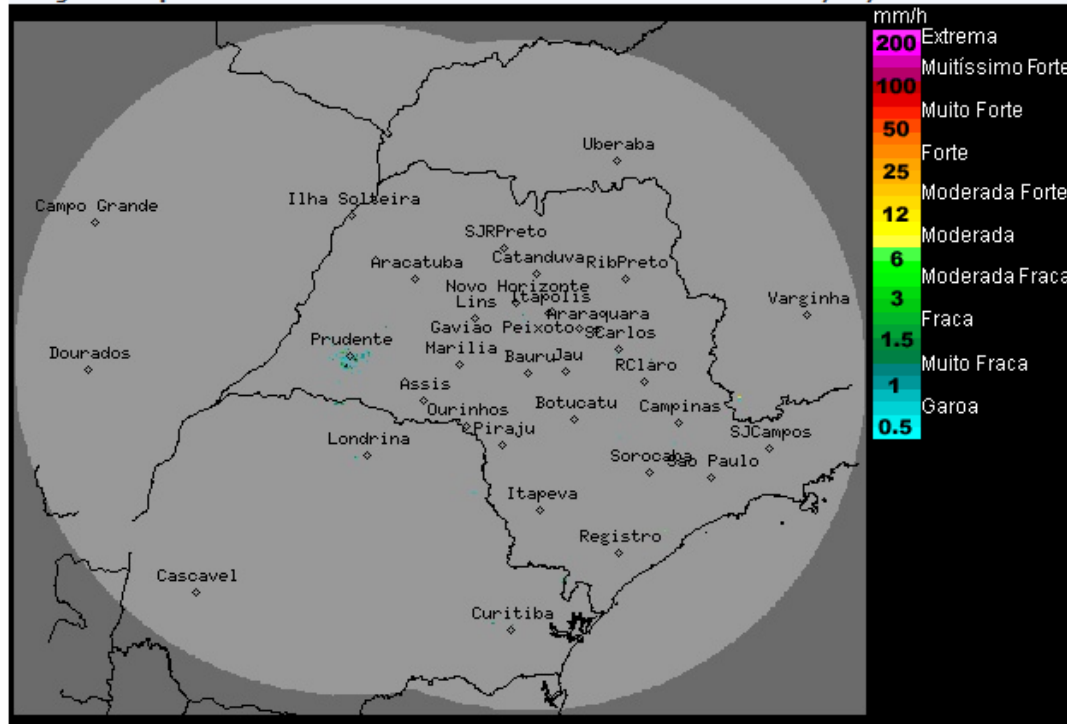 mm/h
200 Extrema
Muitíssimo Forte
100
Muito Forte
50
Forte
25
Moderada Forte
12
Moderada
6
Moderada Fraca
3
Fraca
1.5
Muito Fraca
1
Garoa
0.5
Uberaba
Campo Grande
Ilha Solteira
SJRPreto
Aracatuba
Catanduva
RibPreto
Novo Horizonte
Lins
Itapolis
Araraquara
Varginha
Gavião Peixoto
SCarlos
Prudente
Dourados
Marilia
Bauru
Jau
RClaro
Assis
Ourinhos
Botucatu
Campinas
Piraju
SJCampos
Londrina
Sorocaba
Sao Paulo
Itapeva
Registro
Cascavel
Curitiba